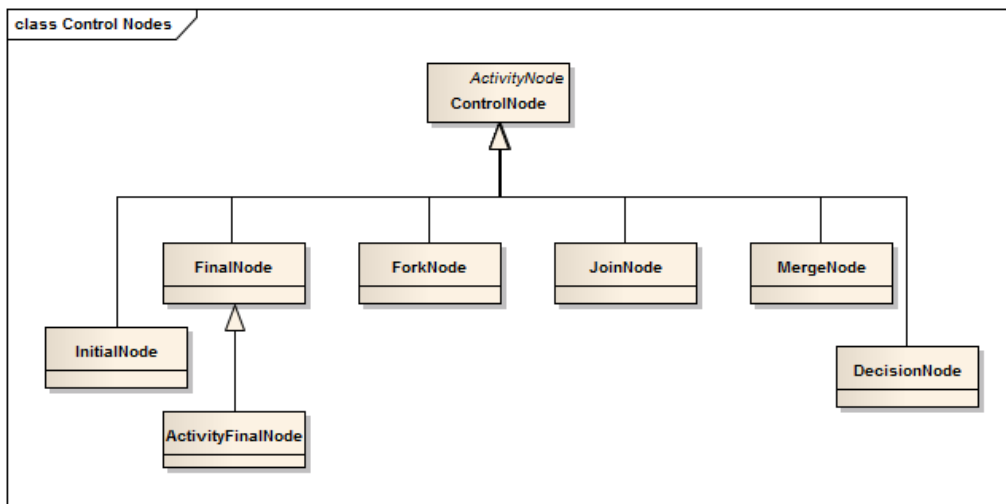 class Control Nodes
ActivityNode
ControlNode
FinalNode
ForkNode
JoinNode
MergeNode
InitialNode
DecisionNode
ActivityFinalNode